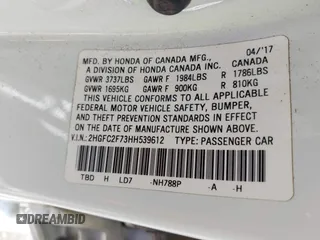 MFD. BY HONDA OF CANADA MFG., 04/'17
A DIVISION OF HONDA CANADA INC. CANADA
GVWR 3737LBS GAWR F 1984LBS R 1786LBS
GVWR 1695KG GAWR F 900KG R 810KG
THIS VEHICLE CONFORMS TO ALL APPLICABLE
FEDERAL MOTOR VEHICLE SAFETY, BUMPER,
AND THEFT PREVENTION STANDARDS IN EFFECT
ON THE DATE OF MANUFACTURE SHOWN ABOVE.
V.I.N.: 2HGFC2F73HH539612 TYPE: PASSENGER CAR
TBD H LD7 -NH788P -A -H
DREAMBID